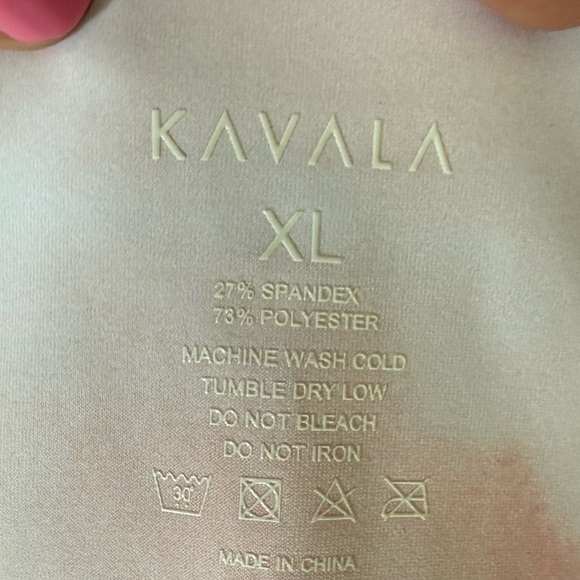 KAVALA
XL
27% SPANDEX
73% POLYESTER
MACHINE WASH COLD
TUMBLE DRY LOW
DO NOT BLEACH
DO NOT IRON
30°
MADE IN CHINA